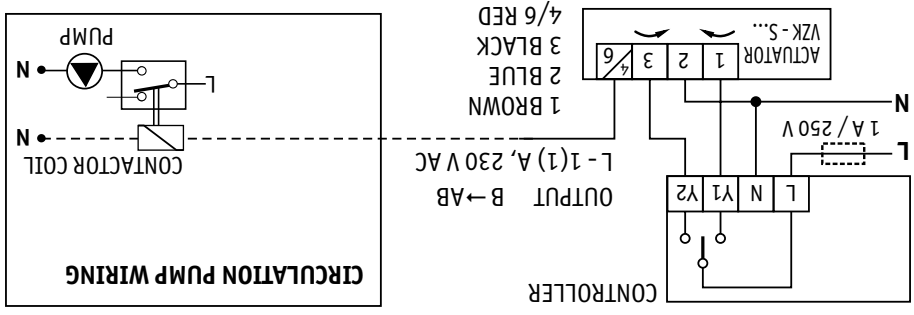 CONTROLLER
L N Y1 Y2
L
1 A / 250 V
N
ACTUATOR
VZK - S...
1 2 3 4/6
OUTPUT B→AB
L - 1(1) A, 230 V AC
1 BROWN
2 BLUE
3 BLACK
4/6 RED
CIRCULATION PUMP WIRING
CONTACTOR COIL
N
L
N
PUMP